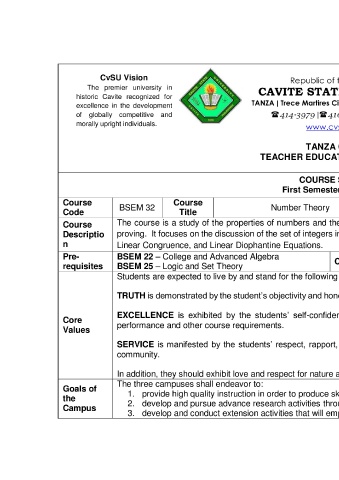 CvSU Vision
The premier university in
historic Cavite recognized for
excellence in the development
of globally competitive and
morally upright individuals.
Republic of t
CAVITE STAT
TANZA | Trece Martires Ci
☎414-3979 |☎41
www.cvs
TANZA
TEACHER EDUCAT
COURSE S
First Semester
Course
Code
BSEM 32
Course
Title
Number Theory
Course
Descriptio
n
The course is a study of the properties of numbers and the
proving. It focuses on the discussion of the set of integers in
Linear Congruence, and Linear Diophantine Equations.
Pre-
requisites
BSEM 22 – College and Advanced Algebra
BSEM 25 - Logic and Set Theory
C
Core
Values
Students are expected to live by and stand for the following
TRUTH is demonstrated by the student's objectivity and hone
EXCELLENCE is exhibited by the students' self-confiden
performance and other course requirements.
SERVICE is manifested by the students' respect, rapport,
community.
In addition, they should exhibit love and respect for nature a
Goals of
the
Campus
The three campuses shall endeavor to:
1. provide high quality instruction in order to produce sk
2. develop and pursue advance research activities throu
3. develop and conduct extension activities that will emp